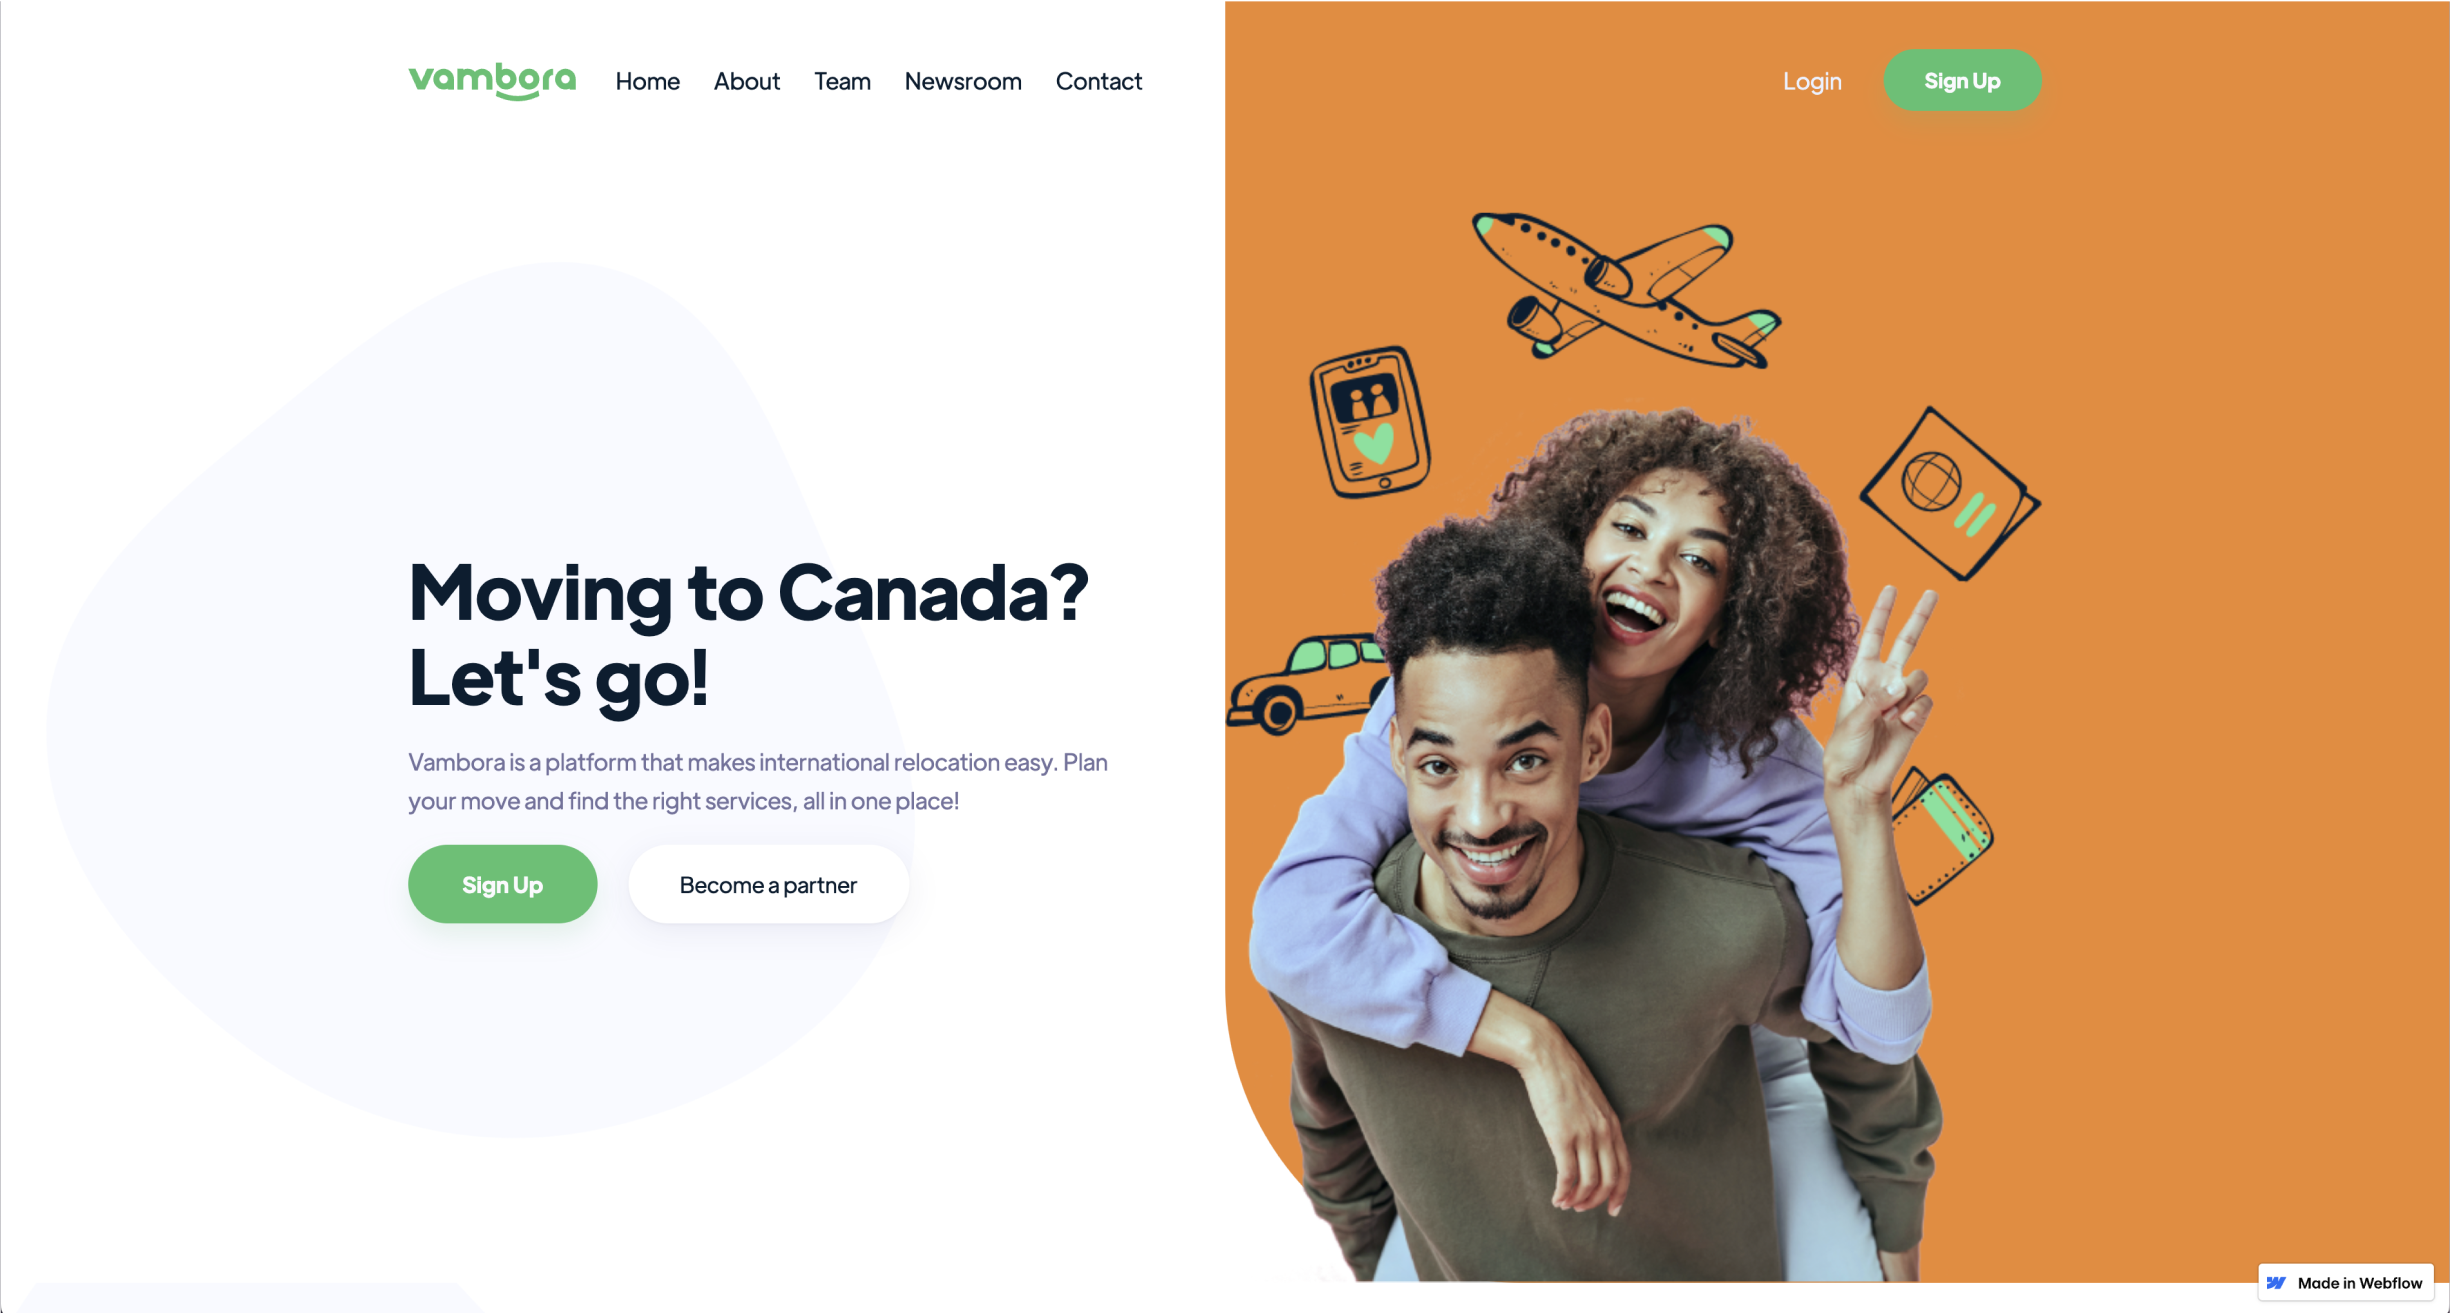 vambora
Home
About
Team
Newsroom
Contact
Login
Sign Up
Moving to Canada?
Let's go!
Vambora is a platform that makes international relocation easy. Plan
your move and find the right services, all in one place!
Sign Up
Become a partner
Made in Webflow